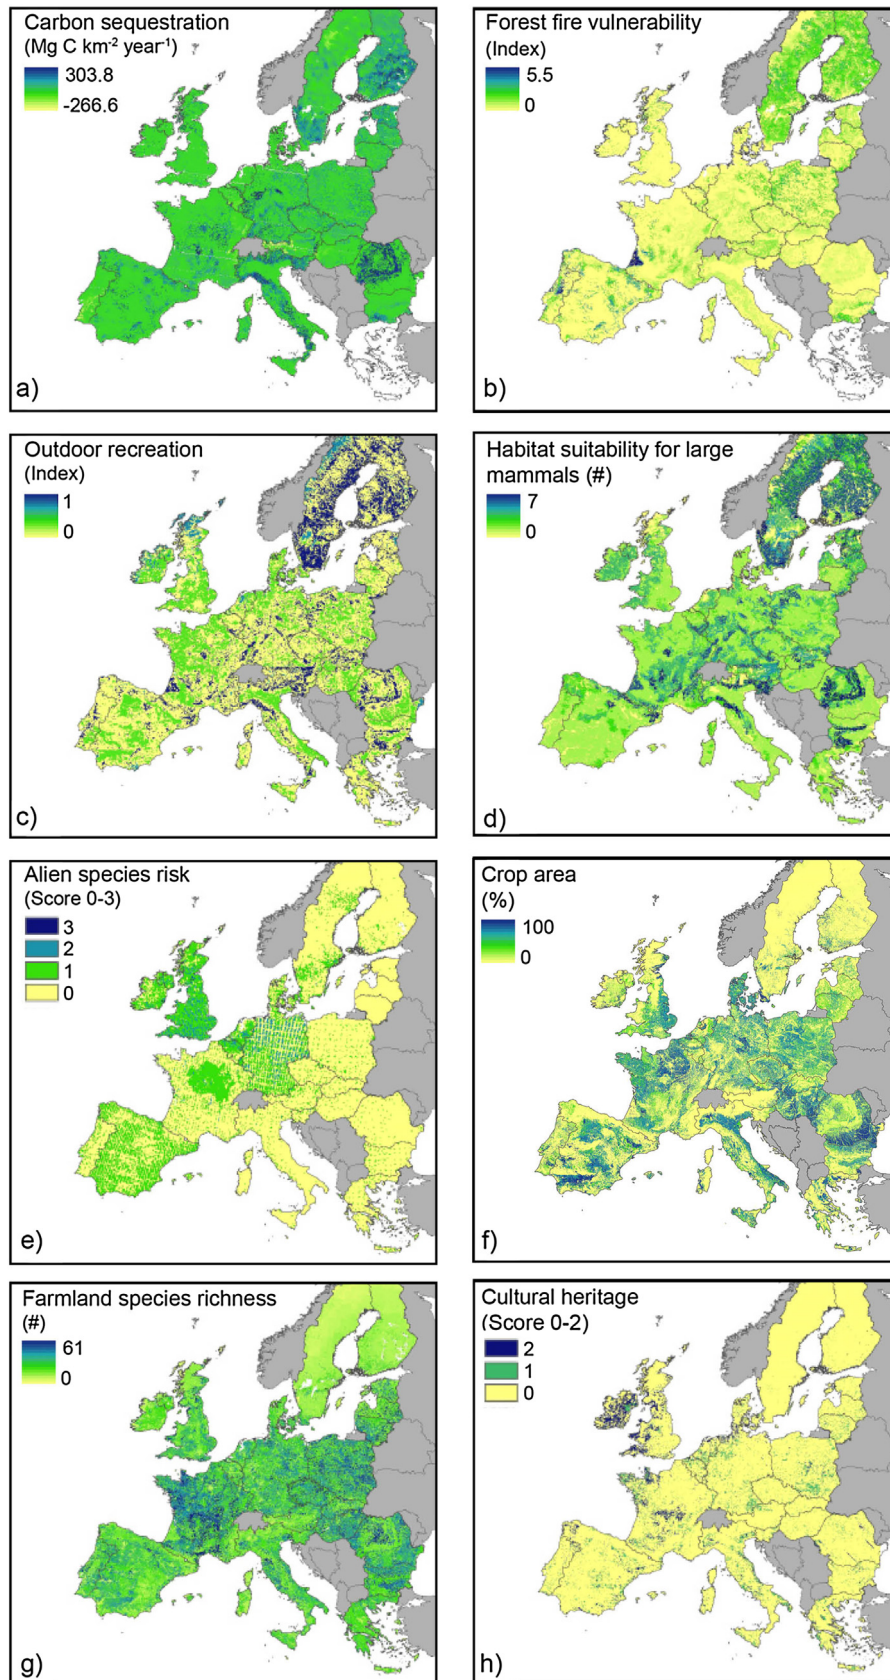 Carbon sequestration
(Mg C km⁻² year⁻¹)
303.8
-266.6
a)
Forest fire vulnerability
(Index)
5.5
0
b)
Outdoor recreation
(Index)
1
0
c)
Habitat suitability for large
mammals (#)
7
0
d)
Alien species risk
(Score 0-3)
3
2
1
0
e)
Crop area
(%)
100
0
f)
Farmland species richness
(#)
61
0
g)
Cultural heritage
(Score 0-2)
2
1
0
h)